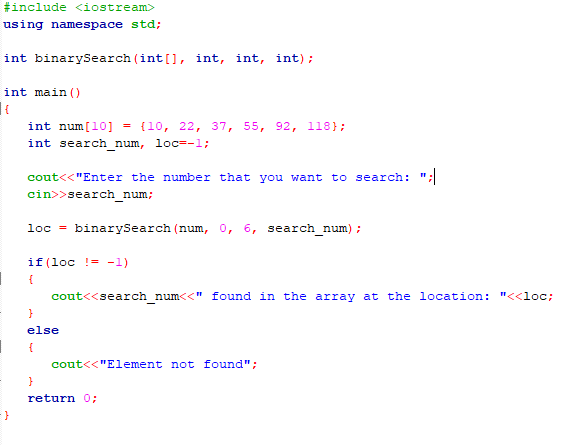 #include <iostream>
using namespace std;
int binarySearch(int[], int, int, int);
int main()
{
int num[10] = {10, 22, 37, 55, 92, 118};
int search_num, loc=-1;
cout<<"Enter the number that you want to search: ";
cin>>search_num;
loc = binarySearch(num, 0, 6, search_num);
if(loc != -1)
{
cout<<search_num<<" found in the array at the location: "<<loc;
}
else
{
cout<<"Element not found";
}
return 0;
}